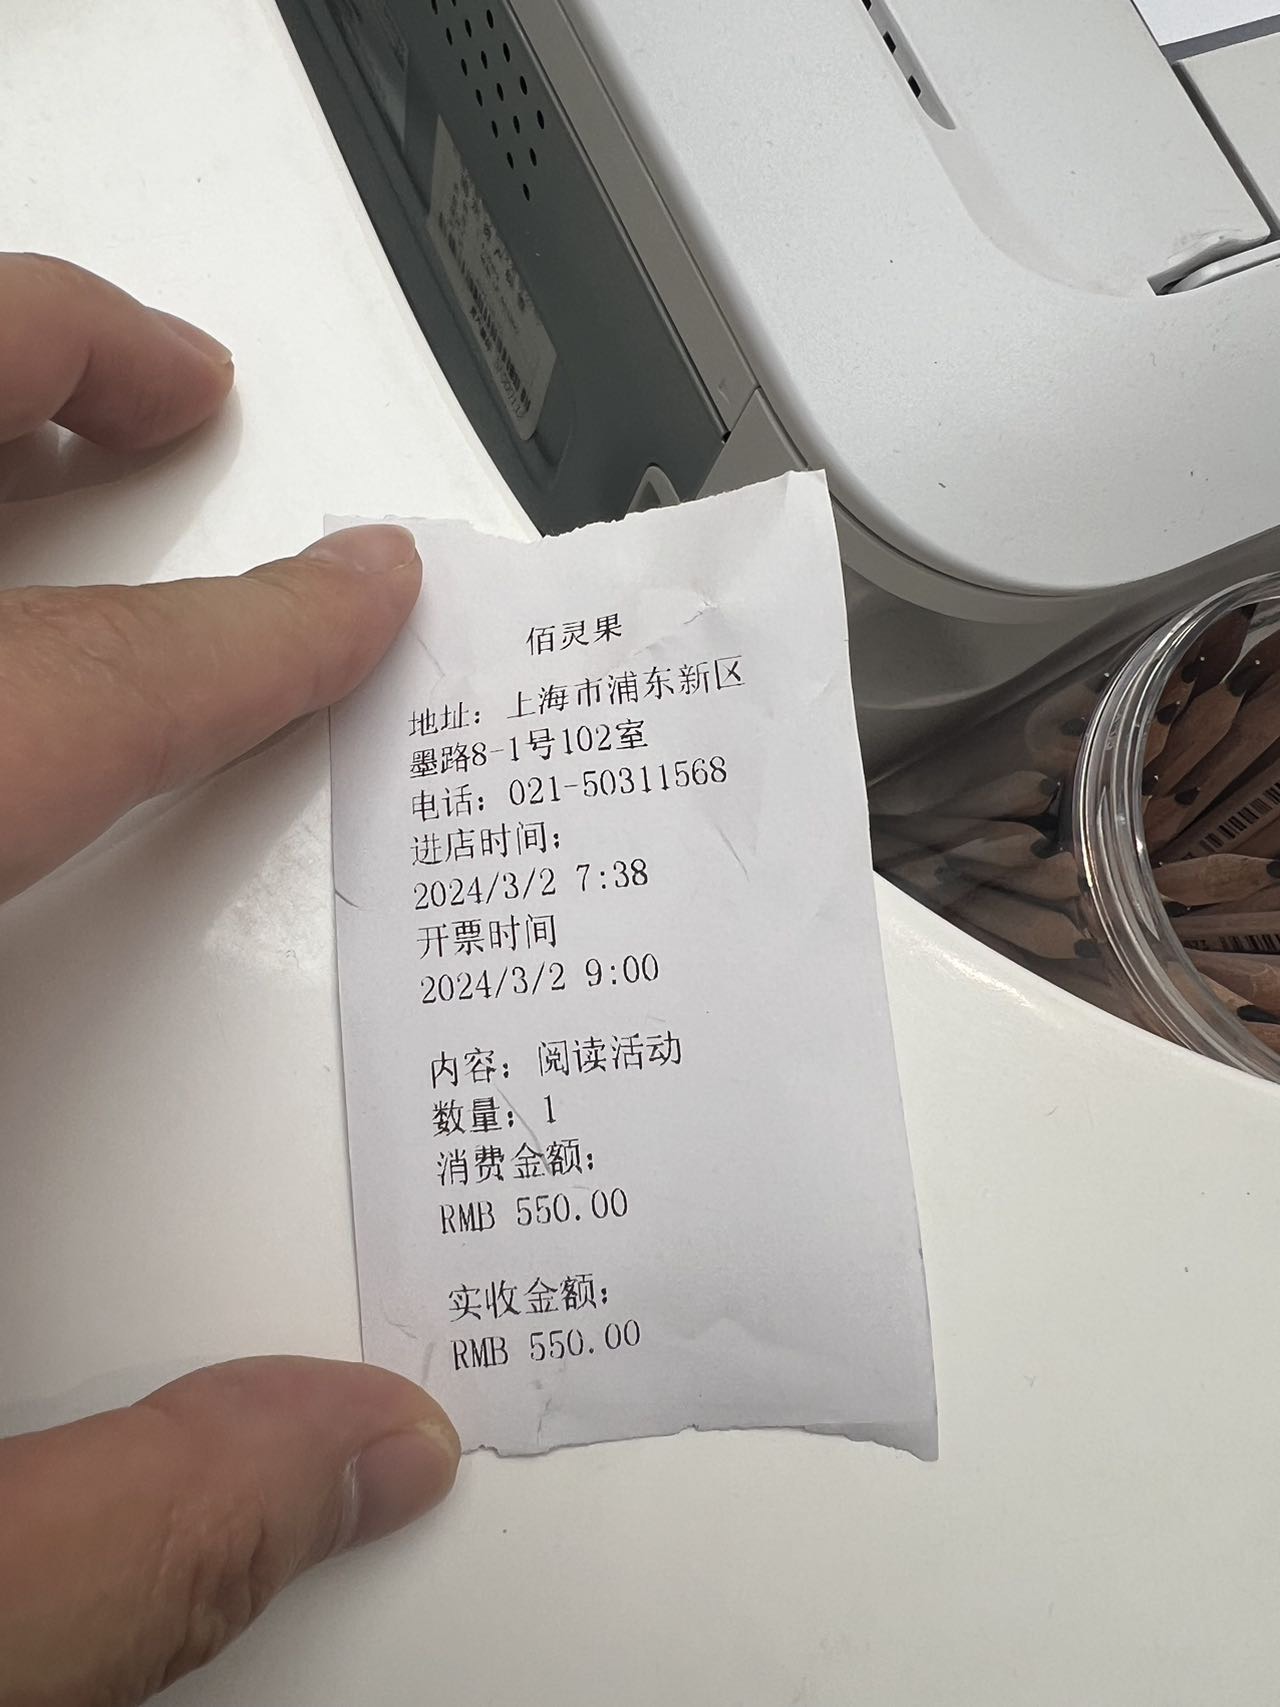 佰灵果
地址：上海市浦东新区
墨路8-1号102室
电话：021-50311568
进店时间：
2024/3/2 7:38
开票时间
2024/3/2 9:00
内容：阅读活动
数量：1
消费金额：
RMB 550.00
实收金额：
RMB 550.00